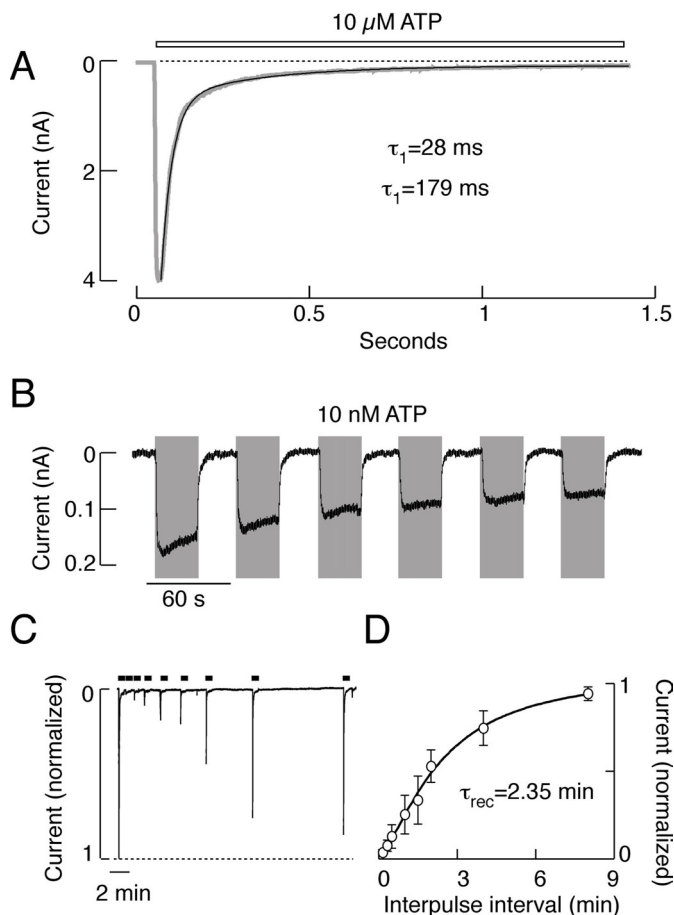 10 µM ATP
A
0
2
4
Current (nA)
τ1=28 ms
τ1=179 ms
0
0.5
1
1.5
Seconds
B
10 nM ATP
0
0.1
0.2
Current (nA)
60 s
C
0
1
Current (normalized)
2 min
D
1
0
Current (normalized)
τrec=2.35 min
0
3
6
9
Interpulse interval (min)